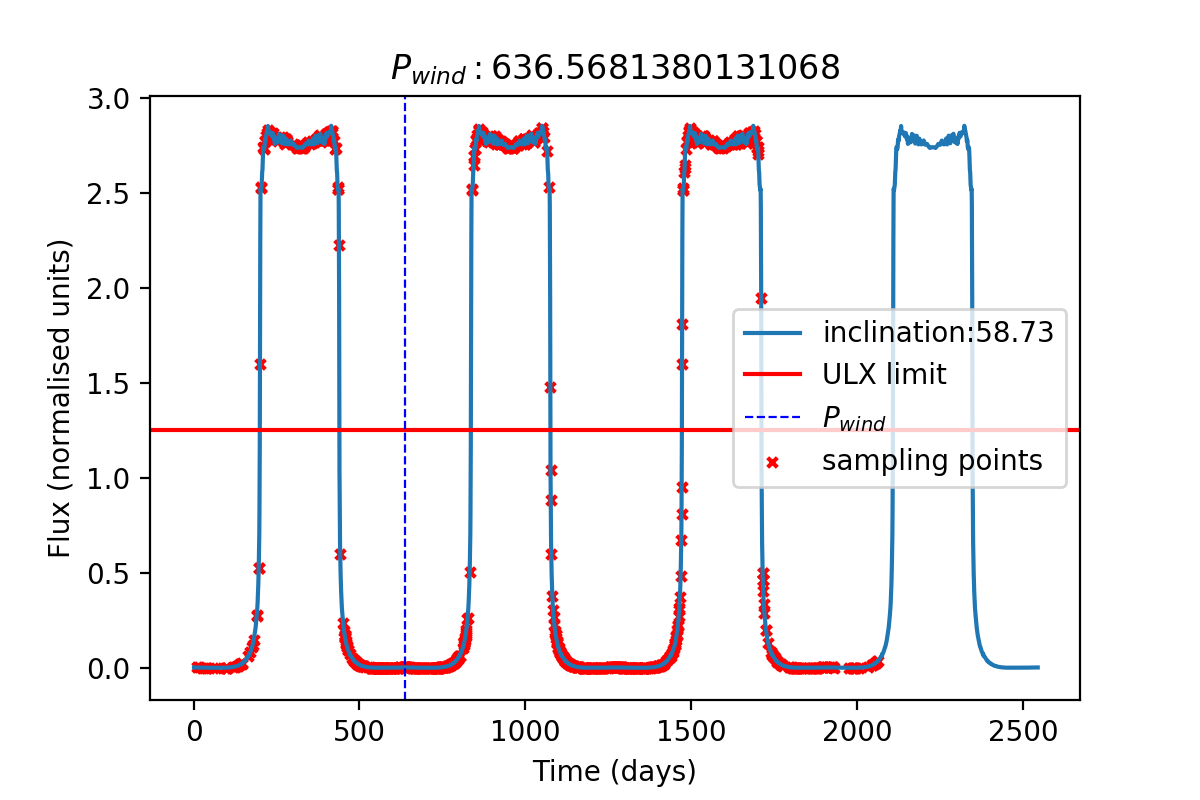 P_wind : 636.5681380131068
3.0
2.5
2.0
1.5
1.0
0.5
0.0
Flux (normalised units)
inclination:58.73
ULX limit
P_wind
sampling points
0 500 1000 1500 2000 2500
Time (days)